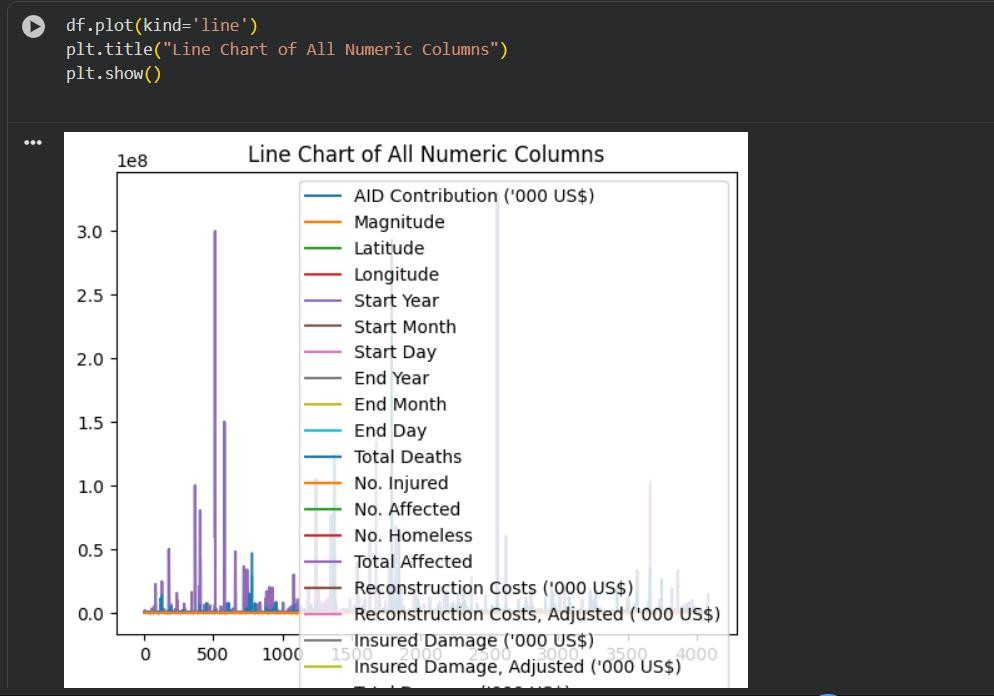 df.plot(kind='line')
plt.title("Line Chart of All Numeric Columns")
plt.show()
Line Chart of All Numeric Columns
1e8
3.0
2.5
2.0
1.5
1.0
0.5
0.0
AID Contribution ('000 US$)
Magnitude
Latitude
Longitude
Start Year
Start Month
Start Day
End Year
End Month
End Day
Total Deaths
No. Injured
No. Affected
No. Homeless
Total Affected
Reconstruction Costs ('000 US$)
Reconstruction Costs, Adjusted ('000 US$)
Insured Damage ('000 US$)
Insured Damage, Adjusted ('000 US$)
0 500 1000 1500 2000 2500 3000 3500 4000